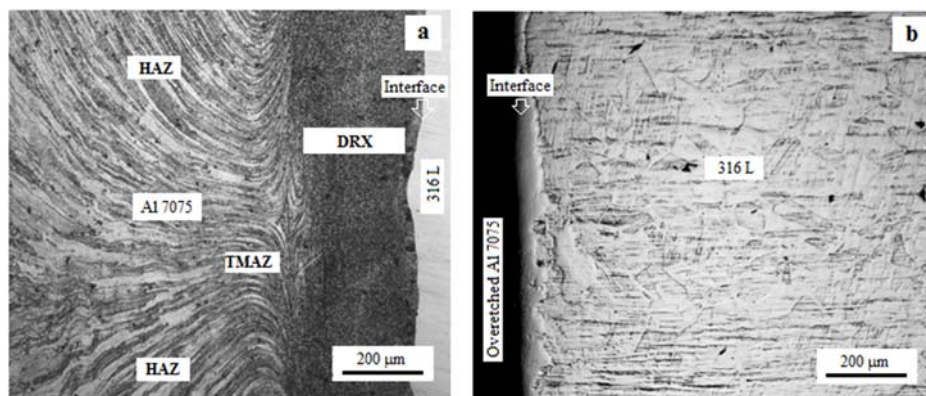 a
HAZ
Interface
DRX
316 L
Al 7075
TMAZ
HAZ
200 μm
b
Interface
316 L
Overetched Al 7075
200 μm